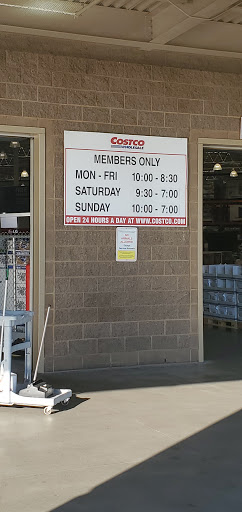 COSTCO
WHOLESALE
MEMBERS ONLY
MON - FRI 10:00 - 8:30
SATURDAY 9:30 - 7:00
SUNDAY 10:00 - 7:00
OPEN 24 HOURS A DAY AT WWW.COSTCO.COM